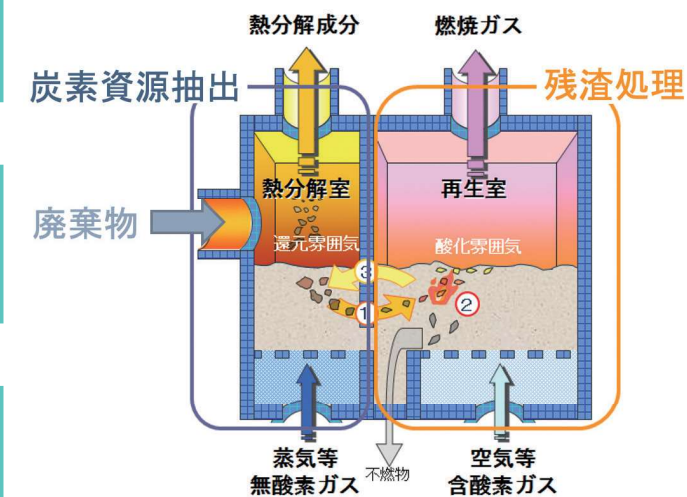 熱分解成分
燃焼ガス
炭素資源抽出
残渣処理
熱分解室
再生室
廃棄物
還元雰囲気
酸化雰囲気
③
①
②
蒸気等
無酸素ガス
不燃物
空気等
含酸素ガス